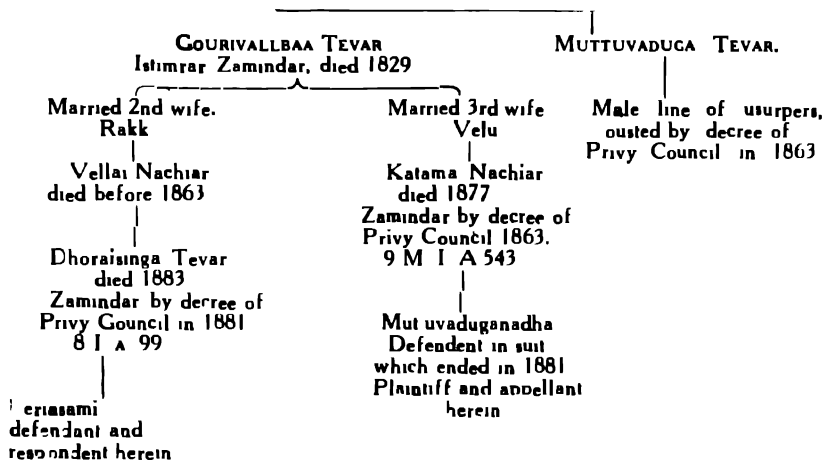 GOURIVALLBAA TEVAR
Istimrar Zamindar, died 1829
MUTTUVADUGA TEVAR.
Married 2nd wife.
Rakk
Vellai Nachiar
died before 1863
Dhoraisinga Tevar
died 1883
Zamindar by decree of
Privy Council in 1881
8 I A 99
eriasami
defendant and
respondent herein
Married 3rd wife
Velu
Katama Nachiar
died 1877
Zamindar by decree of
Privy Council 1863.
9 M I A 543
Mut uvaduganadha
Defendent in suit
which ended in 1881
Plaintiff and appellant
herein
Male line of usurpers,
ousted by decree of
Privy Council in 1863